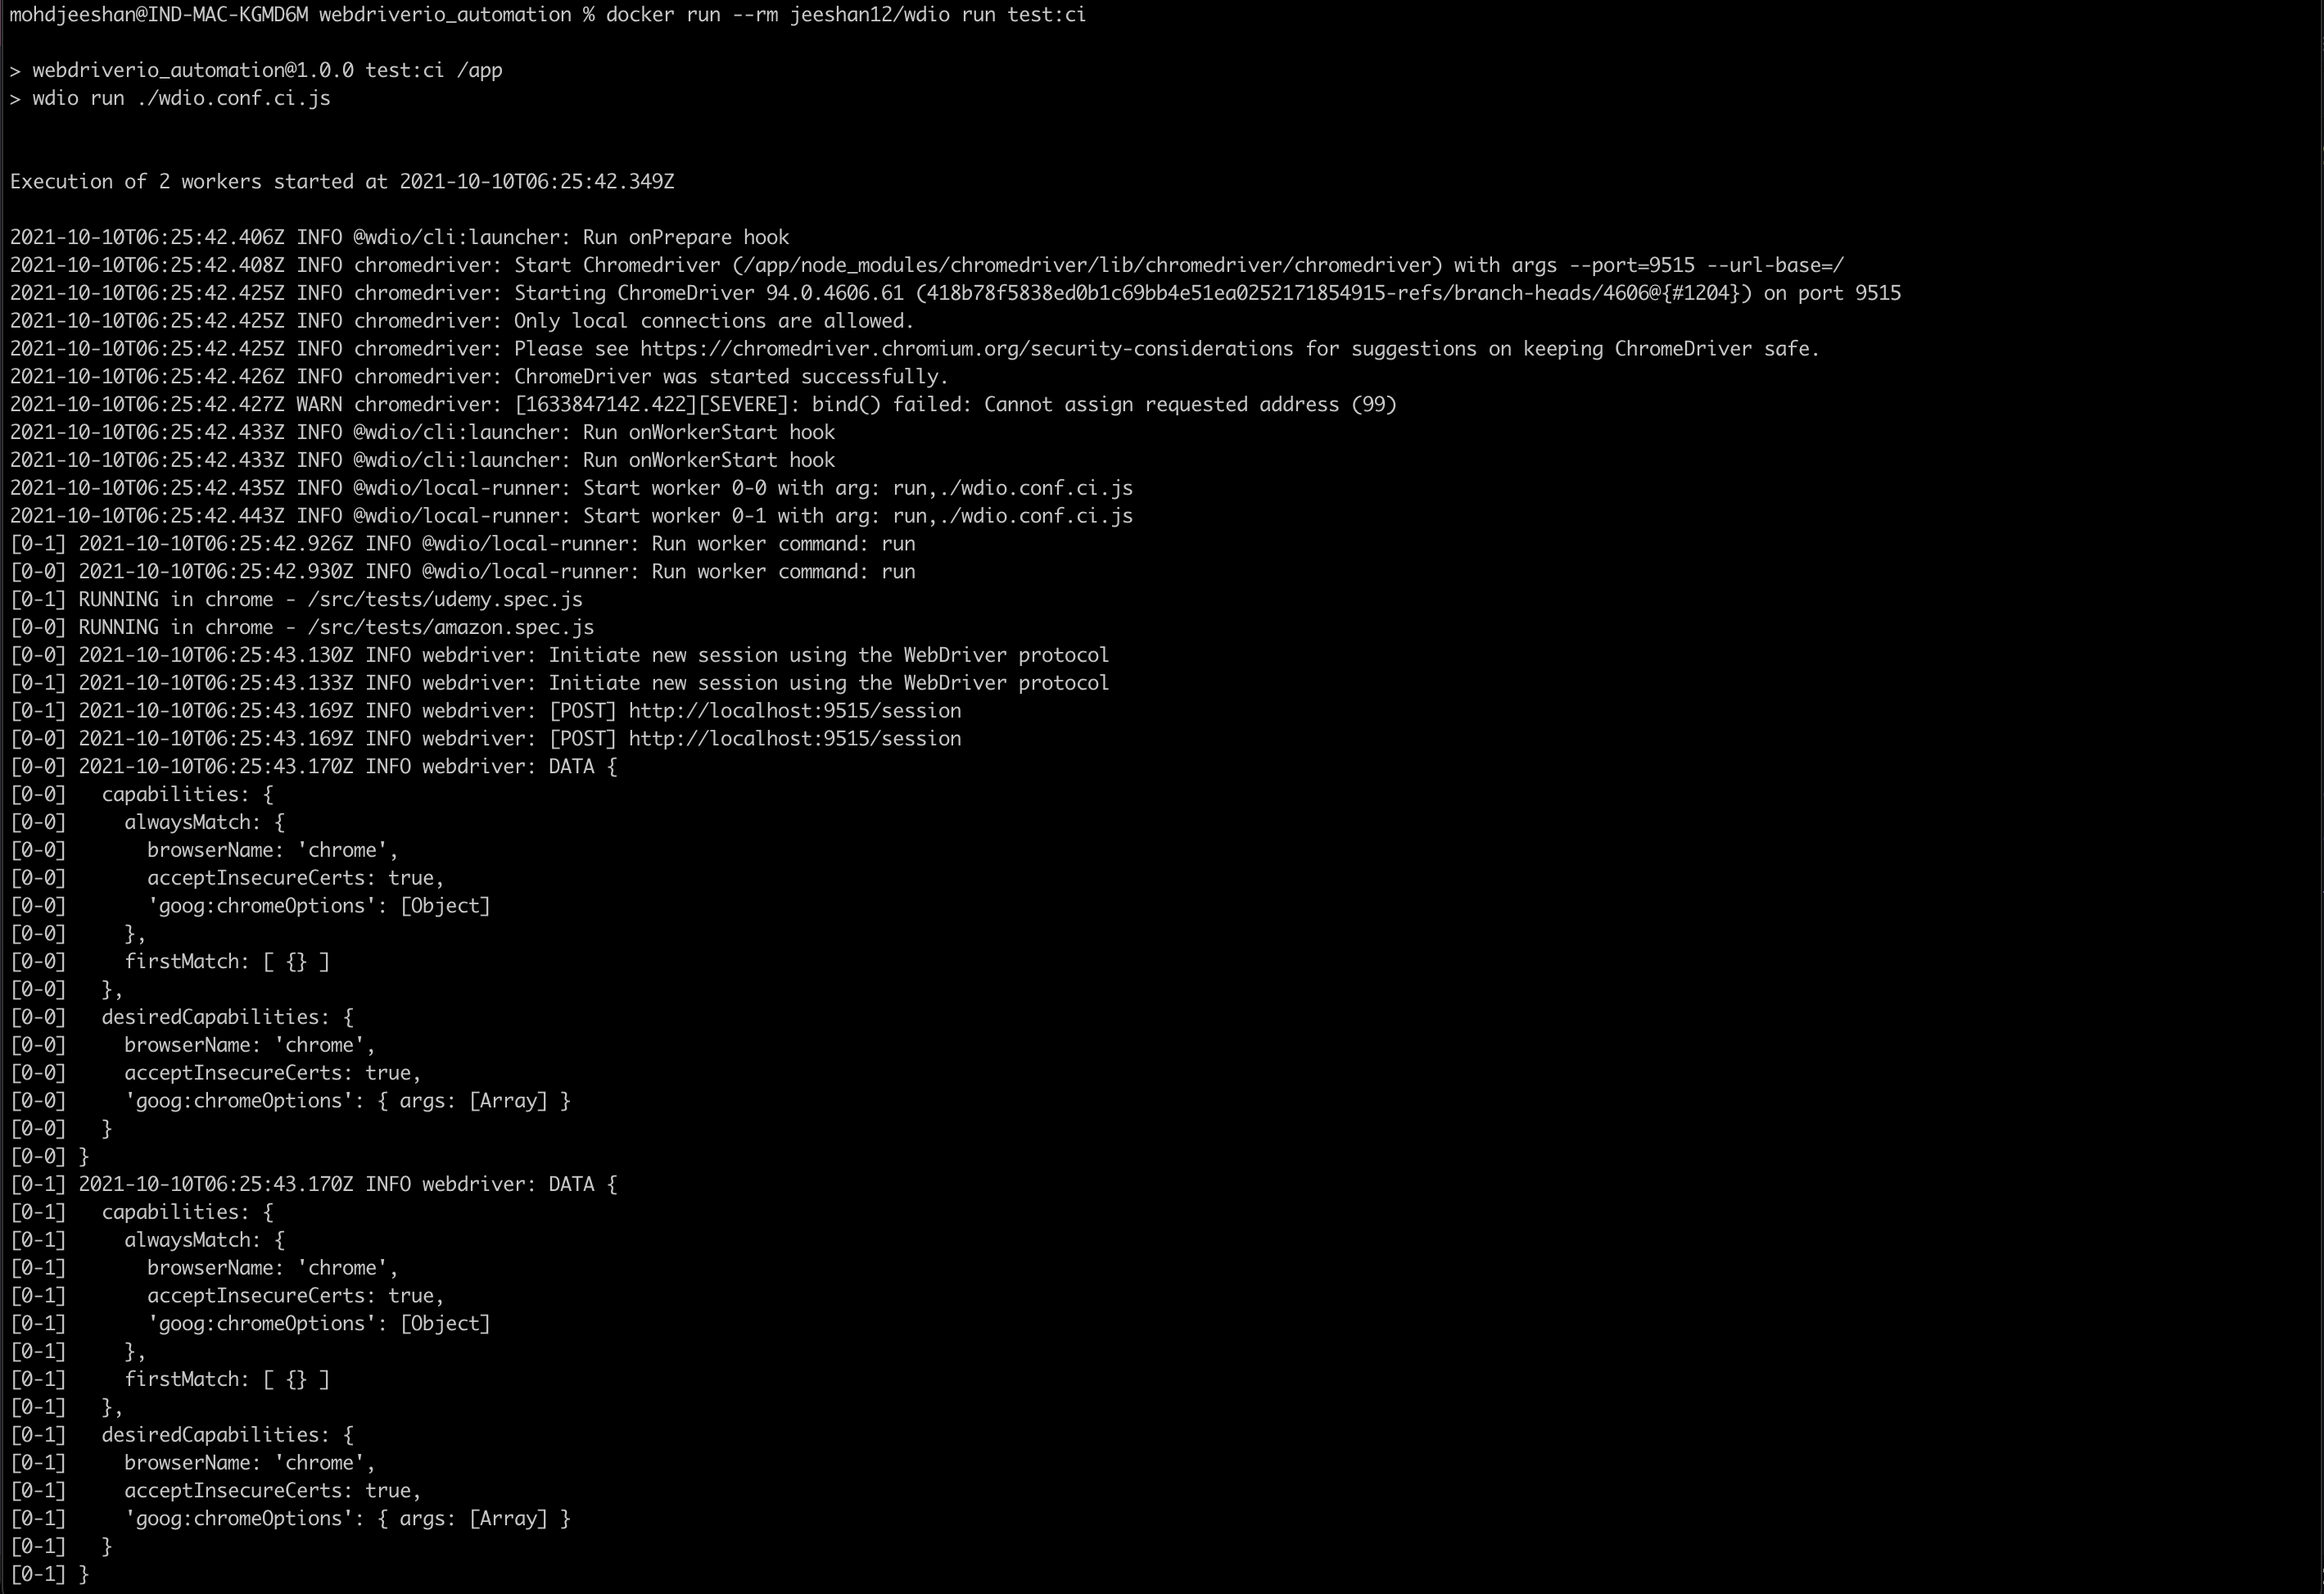 mohdjeeshan@IND-MAC-KGMD6M webdriverio_automation % docker run --rm jeeshan12/wdio run test:ci
> webdriverio_automation@1.0.0 test:ci /app
> wdio run ./wdio.conf.ci.js
Execution of 2 workers started at 2021-10-10T06:25:42.349Z
2021-10-10T06:25:42.406Z INFO @wdio/cli:launcher: Run onPrepare hook
2021-10-10T06:25:42.408Z INFO chromedriver: Start Chromedriver (/app/node_modules/chromedriver/lib/chromedriver/chromedriver) with args --port=9515 --url-base=/
2021-10-10T06:25:42.425Z INFO chromedriver: Starting ChromeDriver 94.0.4606.61 (418b78f5838ed0b1c69bb4e51ea0252171854915-refs/branch-heads/4606@{#1204}) on port 9515
2021-10-10T06:25:42.425Z INFO chromedriver: Only local connections are allowed.
2021-10-10T06:25:42.425Z INFO chromedriver: Please see https://chromedriver.chromium.org/security-considerations for suggestions on keeping ChromeDriver safe.
2021-10-10T06:25:42.426Z INFO chromedriver: ChromeDriver was started successfully.
2021-10-10T06:25:42.427Z WARN chromedriver: [1633847142.422][SEVERE]: bind() failed: Cannot assign requested address (99)
2021-10-10T06:25:42.433Z INFO @wdio/cli:launcher: Run onWorkerStart hook
2021-10-10T06:25:42.433Z INFO @wdio/cli:launcher: Run onWorkerStart hook
2021-10-10T06:25:42.435Z INFO @wdio/local-runner: Start worker 0-0 with arg: run,./wdio.conf.ci.js
2021-10-10T06:25:42.443Z INFO @wdio/local-runner: Start worker 0-1 with arg: run,./wdio.conf.ci.js
[0-1] 2021-10-10T06:25:42.926Z INFO @wdio/local-runner: Run worker command: run
[0-0] 2021-10-10T06:25:42.930Z INFO @wdio/local-runner: Run worker command: run
[0-1] RUNNING in chrome - /src/tests/udemy.spec.js
[0-0] RUNNING in chrome - /src/tests/amazon.spec.js
[0-0] 2021-10-10T06:25:43.130Z INFO webdriver: Initiate new session using the WebDriver protocol
[0-1] 2021-10-10T06:25:43.133Z INFO webdriver: Initiate new session using the WebDriver protocol
[0-1] 2021-10-10T06:25:43.169Z INFO webdriver: [POST] http://localhost:9515/session
[0-0] 2021-10-10T06:25:43.169Z INFO webdriver: [POST] http://localhost:9515/session
[0-0] 2021-10-10T06:25:43.170Z INFO webdriver: DATA {
[0-0]   capabilities: {
[0-0]     alwaysMatch: {
[0-0]       browserName: 'chrome',
[0-0]       acceptInsecureCerts: true,
[0-0]       'goog:chromeOptions': [Object]
[0-0]     },
[0-0]     firstMatch: [ {} ]
[0-0]   },
[0-0]   desiredCapabilities: {
[0-0]     browserName: 'chrome',
[0-0]     acceptInsecureCerts: true,
[0-0]     'goog:chromeOptions': { args: [Array] }
[0-0]   }
[0-0] }
[0-1] 2021-10-10T06:25:43.170Z INFO webdriver: DATA {
[0-1]   capabilities: {
[0-1]     alwaysMatch: {
[0-1]       browserName: 'chrome',
[0-1]       acceptInsecureCerts: true,
[0-1]       'goog:chromeOptions': [Object]
[0-1]     },
[0-1]     firstMatch: [ {} ]
[0-1]   },
[0-1]   desiredCapabilities: {
[0-1]     browserName: 'chrome',
[0-1]     acceptInsecureCerts: true,
[0-1]     'goog:chromeOptions': { args: [Array] }
[0-1]   }
[0-1] }